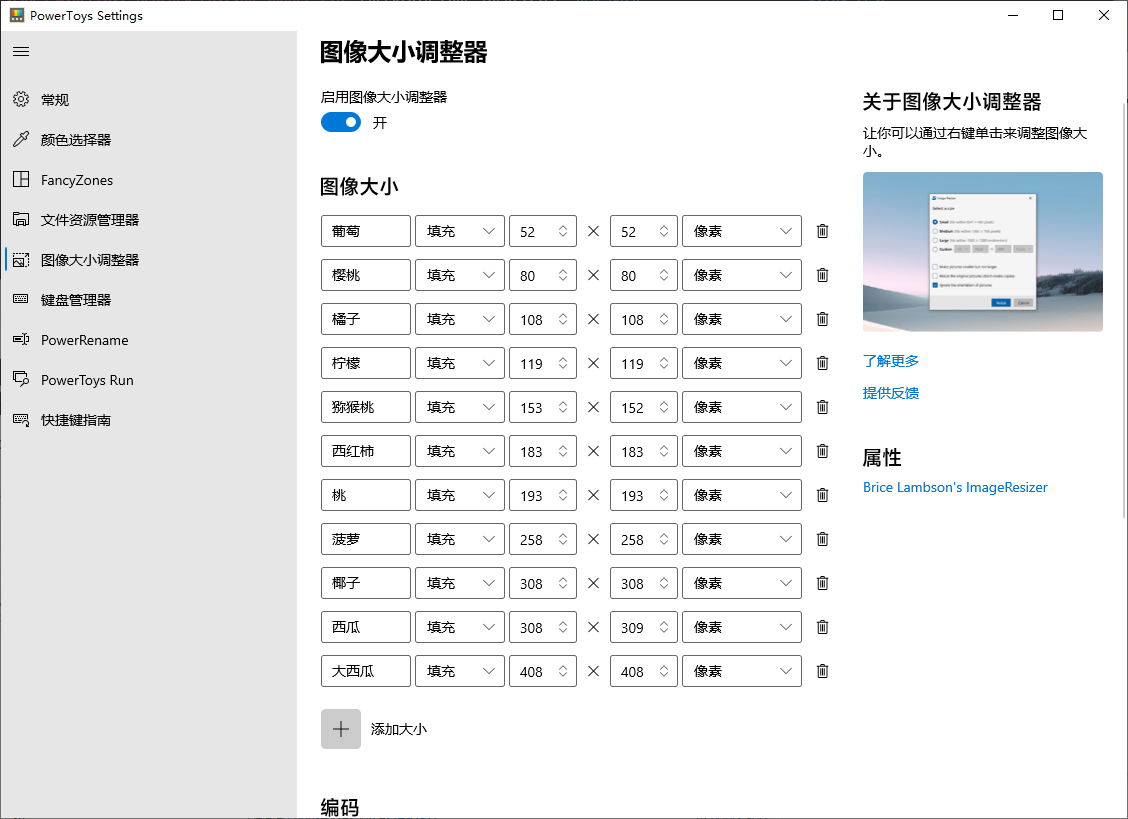 PowerToys Settings
常规
颜色选择器
FancyZones
文件资源管理器
图像大小调整器
键盘管理器
PowerRename
PowerToys Run
快捷键指南
图像大小调整器
启用图像大小调整器
开
图像大小
葡萄 填充 52 × 52 像素
樱桃 填充 80 × 80 像素
橘子 填充 108 × 108 像素
柠檬 填充 119 × 119 像素
猕猴桃 填充 153 × 152 像素
西红柿 填充 183 × 183 像素
桃 填充 193 × 193 像素
菠萝 填充 258 × 258 像素
椰子 填充 308 × 308 像素
西瓜 填充 308 × 309 像素
大西瓜 填充 408 × 408 像素
添加大小
编码
关于图像大小调整器
让你可以通过右键单击来调整图像大
小。
Image Resizer
Select a size
了解更多
提供反馈
属性
Brice Lambson's ImageResizer